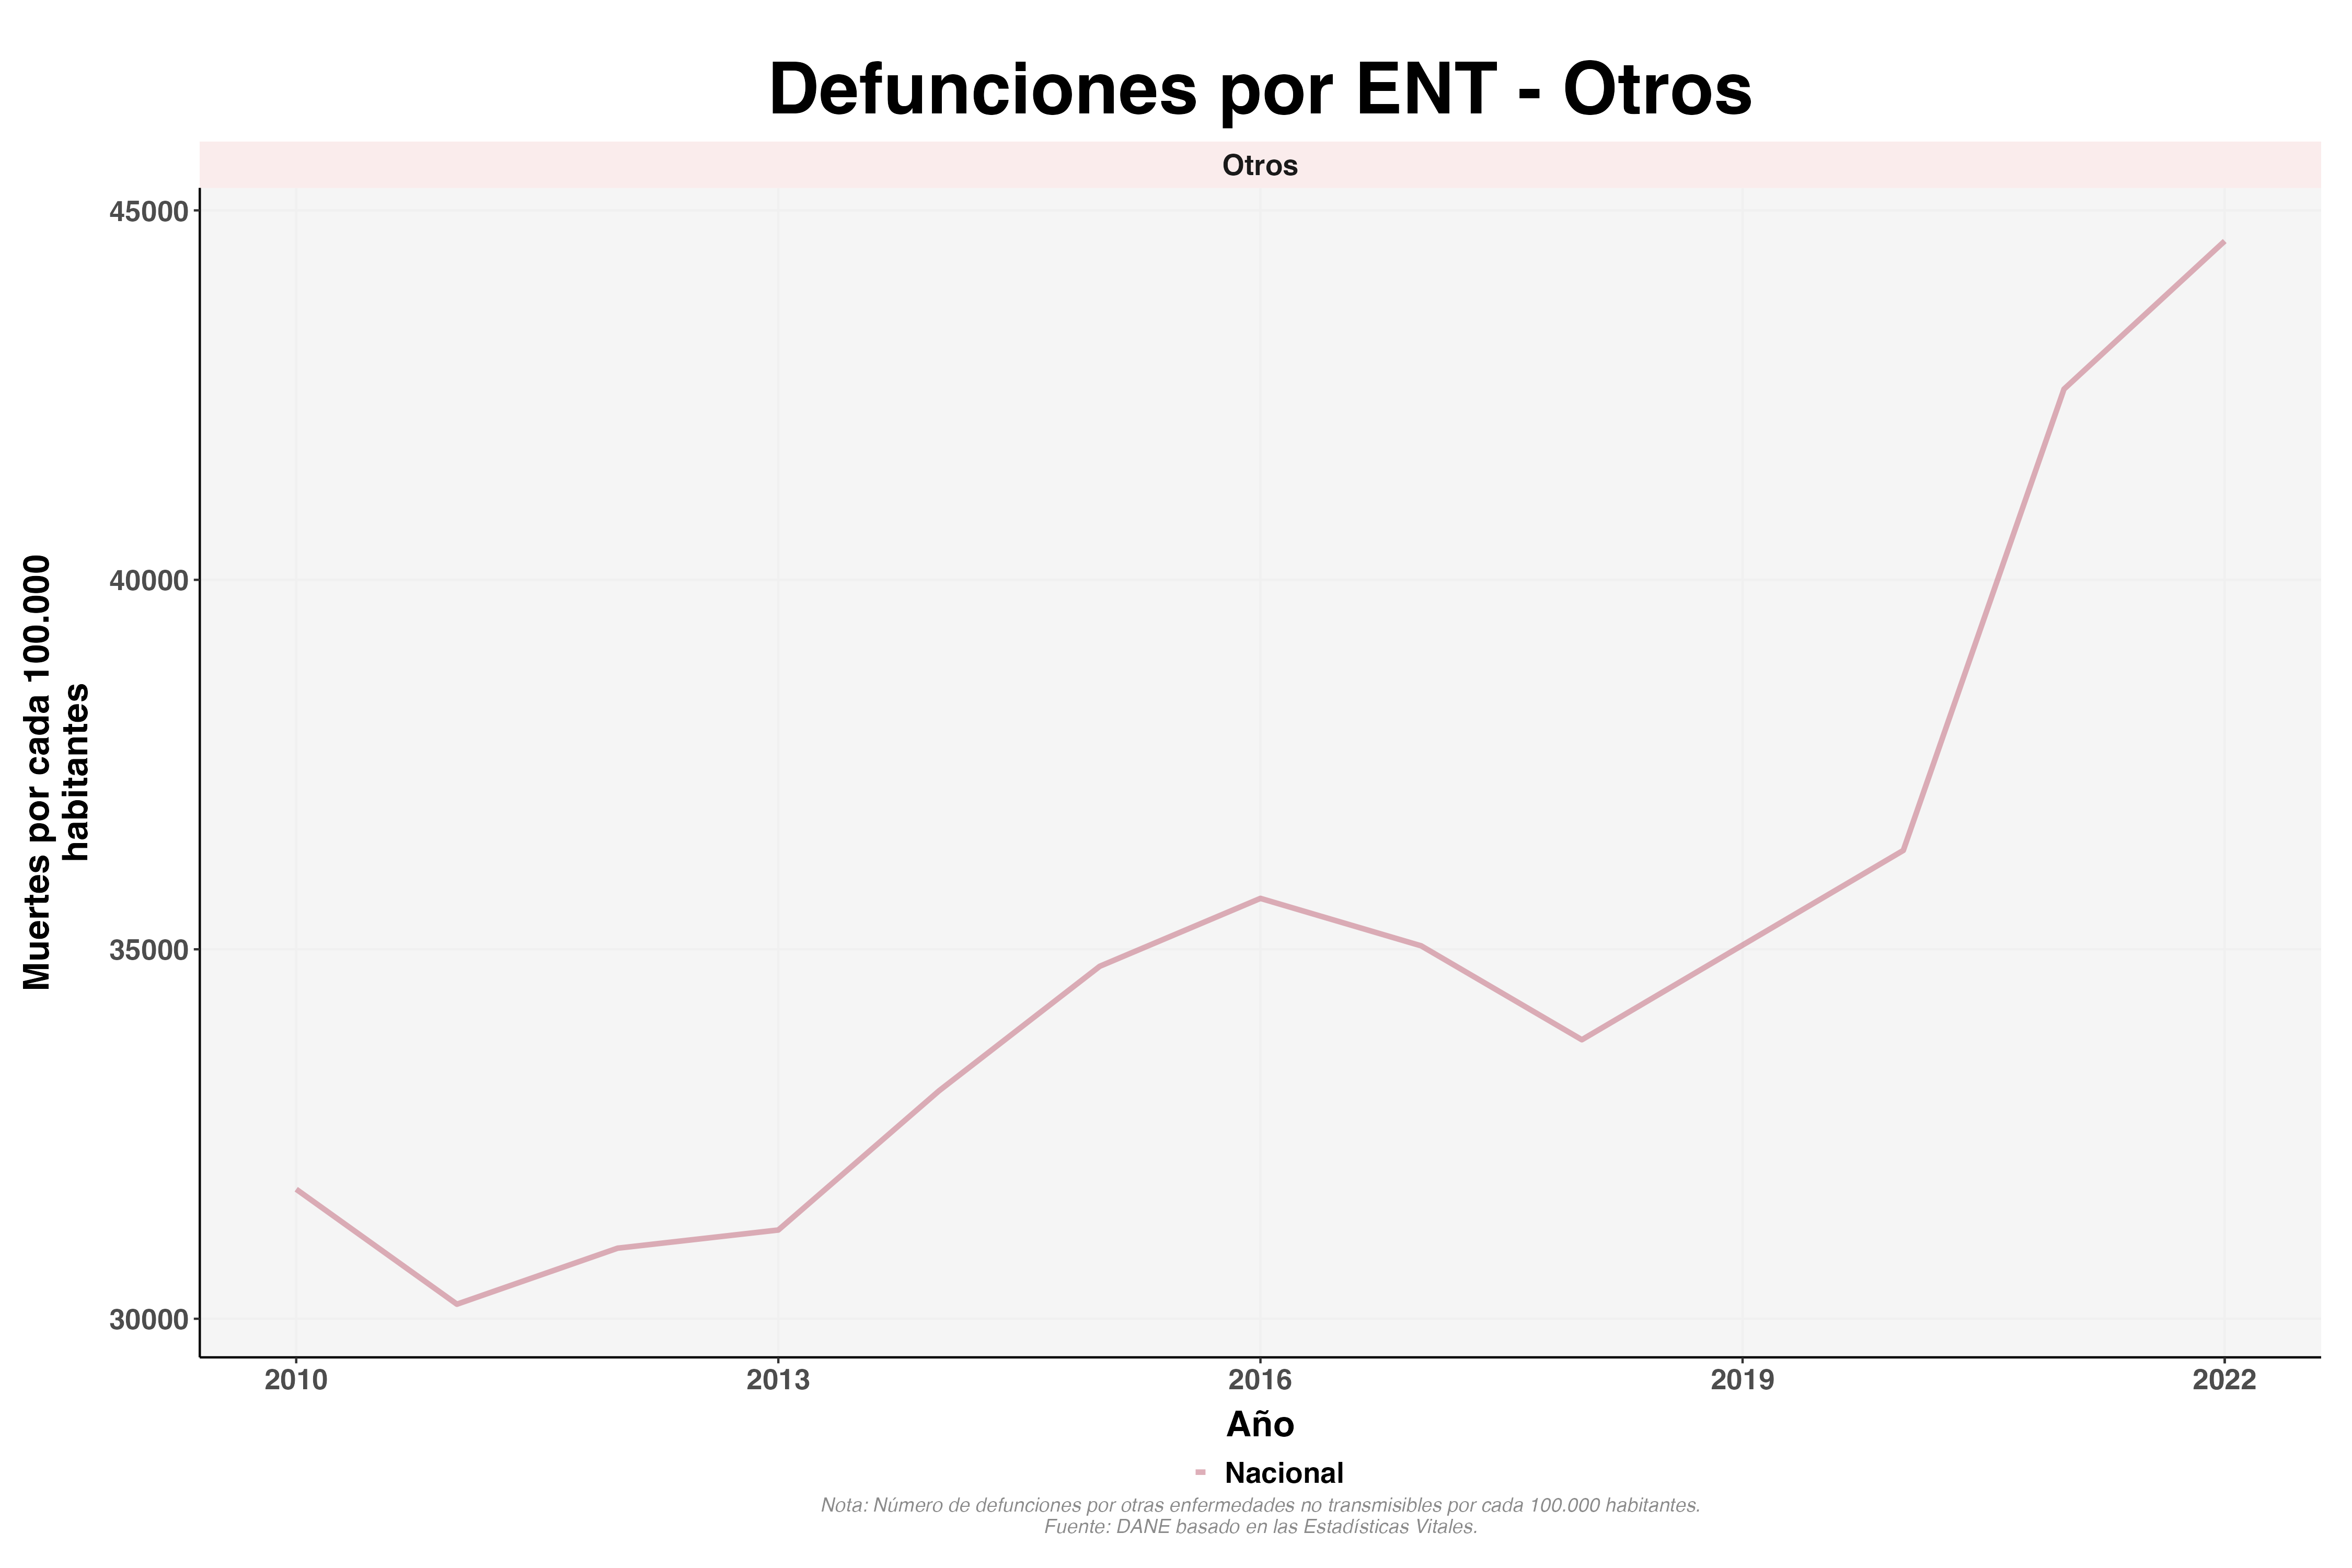 Defunciones por ENT - Otros
Otros
45000
40000
35000
30000
Muertes por cada 100.000
habitantes
2010
2013
2016
2019
2022
Año
Nacional
Nota: Número de defunciones por otras enfermedades no transmisibles por cada 100.000 habitantes.
Fuente: DANE basado en las Estadísticas Vitales.